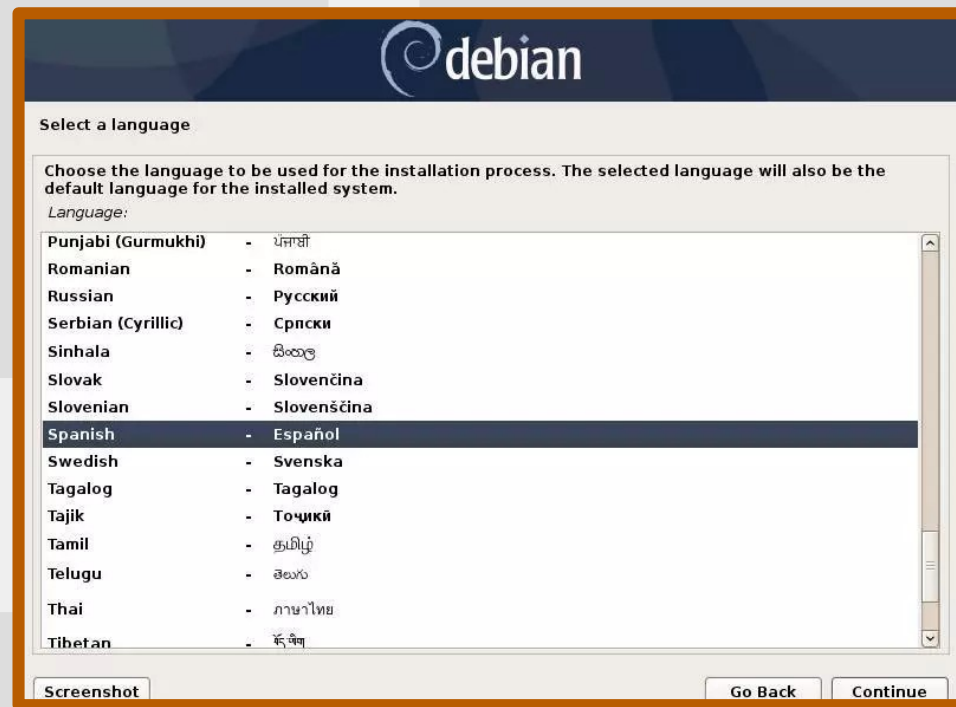 debian
Select a language
Choose the language to be used for the installation process. The selected language will also be the
default language for the installed system.
Language:
Punjabi (Gurmukhi) - ਪੰਜਾਬੀ
Romanian - Română
Russian - Русский
Serbian (Cyrillic) - Српски
Sinhala - සිංහල
Slovak - Slovenčina
Slovenian - Slovenščina
Spanish - Español
Swedish - Svenska
Tagalog - Tagalog
Tajik - Тоҷикӣ
Tamil - தமிழ்
Telugu - తెలుగు
Thai - ภาษาไทย
Tibetan - བོད་ཡིག
Screenshot Go Back Continue